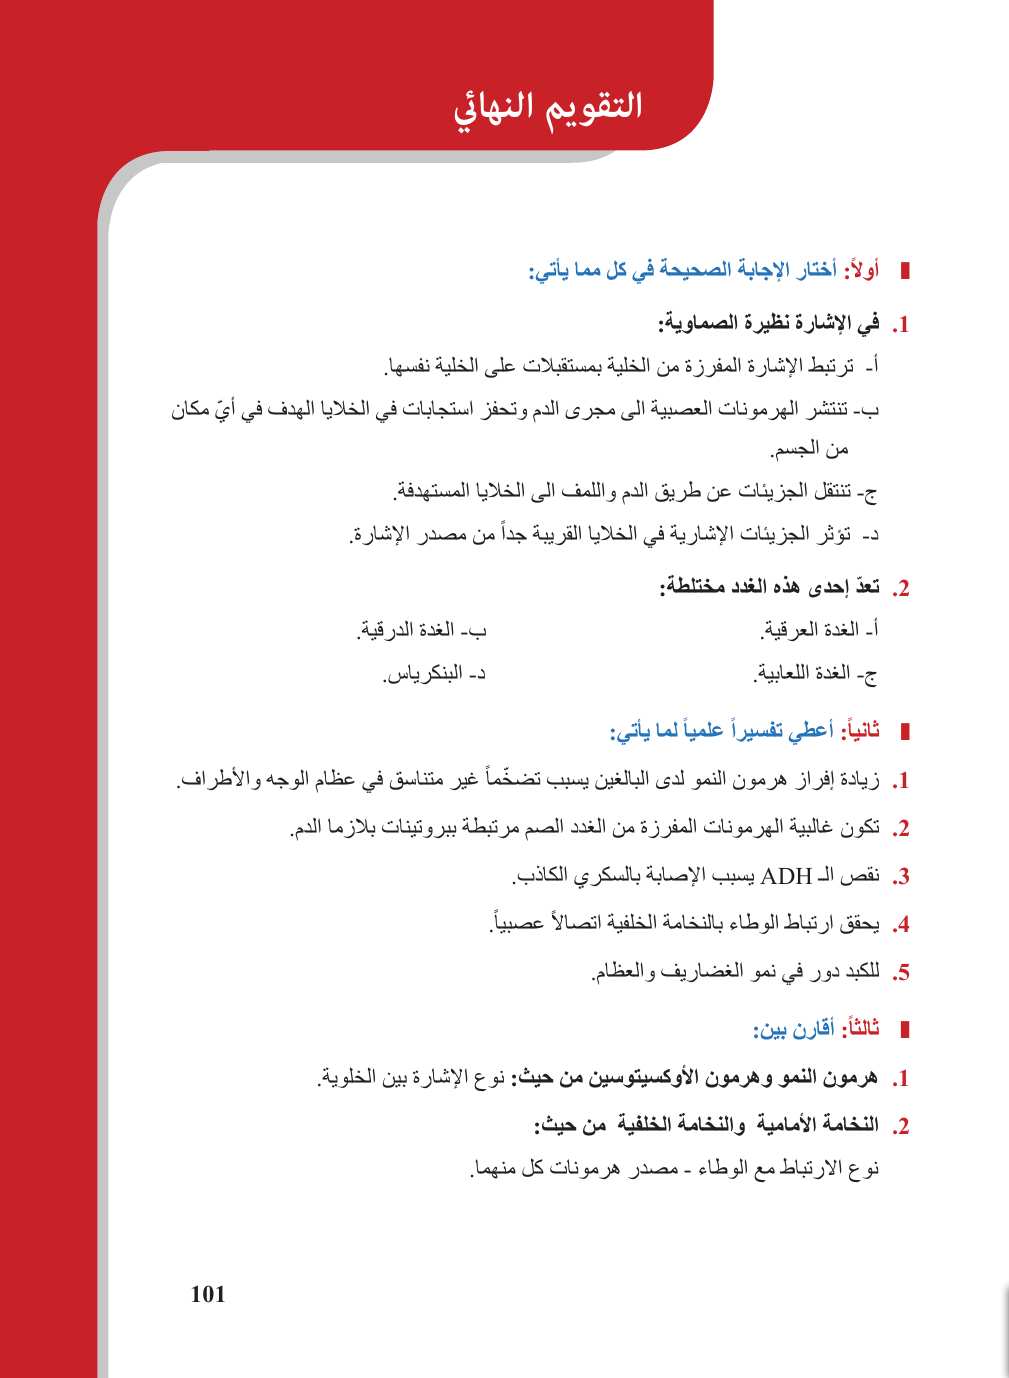 التقويم النهائي
أولاً: أختار الإجابة الصحيحة في كل مما يأتي:
1. في الإشارة نظيرة الصماوية:
أ- ترتبط الإشارة المفرزة من الخلية بمستقبلات على الخلية نفسها.
ب- تنتشر الهرمونات العصبية الى مجرى الدم وتحفز استجابات في الخلايا الهدف في أيّ مكان
من الجسم.
ج- تنتقل الجزيئات عن طريق الدم واللمف الى الخلايا المستهدفة.
د- تؤثر الجزيئات الإشارية في الخلايا القريبة جداً من مصدر الإشارة.
2. تعدّ إحدى هذه الغدد مختلطة:
أ- الغدة العرقية. ب- الغدة الدرقية.
ج- الغدة اللعابية. د- البنكرياس.
ثانياً: أعطي تفسيراً علمياً لما يأتي:
1. زيادة إفراز هرمون النمو لدى البالغين يسبب تضخّماً غير متناسق في عظام الوجه والأطراف.
2. تكون غالبية الهرمونات المفرزة من الغدد الصم مرتبطة ببروتينات بلازما الدم.
3. نقص الـ ADH يسبب الإصابة بالسكري الكاذب.
4. يحقق ارتباط الوطاء بالنخامة الخلفية اتصالاً عصبياً.
5. للكبد دور في نمو الغضاريف والعظام.
ثالثاً: أقارن بين:
1. هرمون النمو وهرمون الأوكسيتوسين من حيث: نوع الإشارة بين الخلوية.
2. النخامة الأمامية والنخامة الخلفية من حيث:
نوع الارتباط مع الوطاء - مصدر هرمونات كل منهما.
101